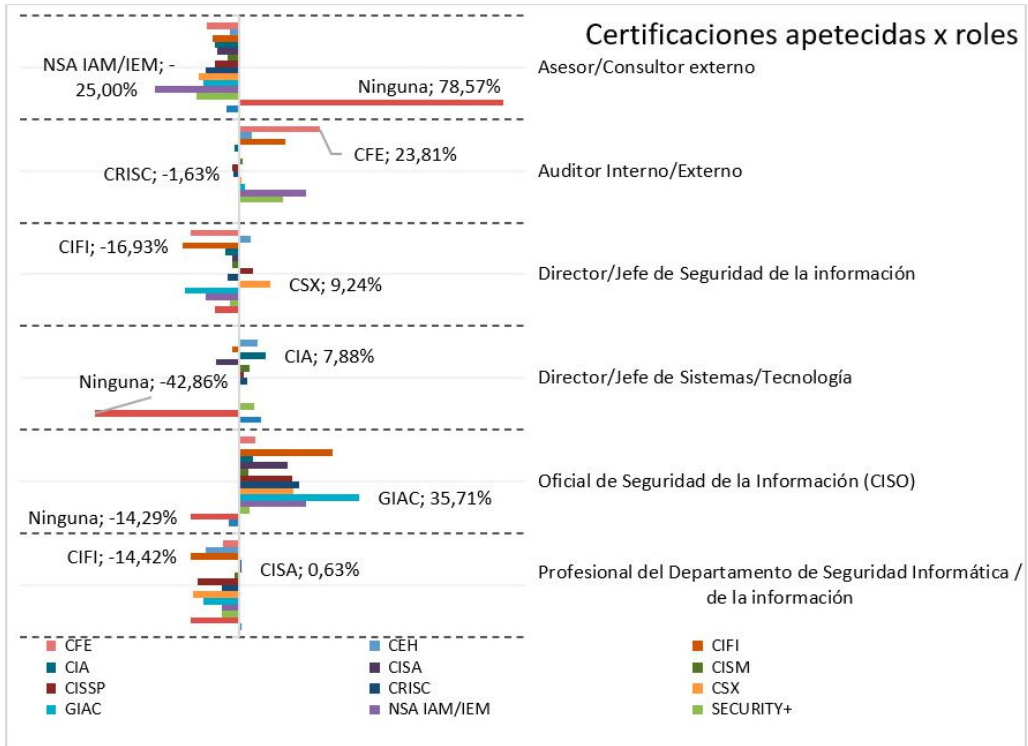 Certificaciones apetecidas x roles
NSA IAM/IEM; -
25,00%
Ninguna; 78,57%
Asesor/Consultor externo
CFE; 23,81%
CRISC; -1,63%
Auditor Interno/Externo
CIFI; -16,93%
CSX; 9,24%
Director/Jefe de Seguridad de la información
CIA; 7,88%
Ninguna; -42,86%
Director/Jefe de Sistemas/Tecnología
GIAC; 35,71%
Ninguna; -14,29%
Oficial de Seguridad de la Información (CISO)
CIFI; -14,42%
CISA; 0,63%
Profesional del Departamento de Seguridad Informática /
de la información
CFE
CEH
CIFI
CIA
CISA
CISM
CISSP
CRISC
CSX
GIAC
NSA IAM/IEM
SECURITY+